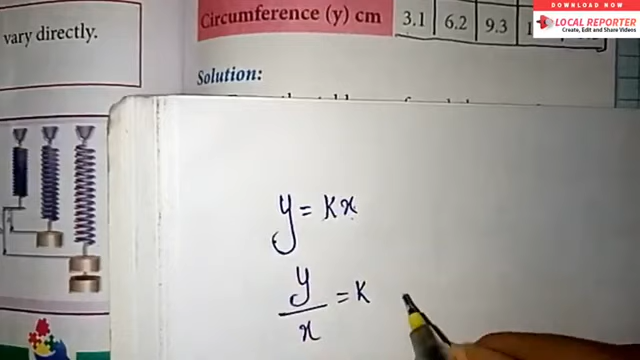 DOWNLOAD NOW
LOCAL REPORTER
Create, Edit and Share Videos
vary directly.
Circumference (y) cm 3.1 6.2 9.3
Solution:
y = kx
y/x = k